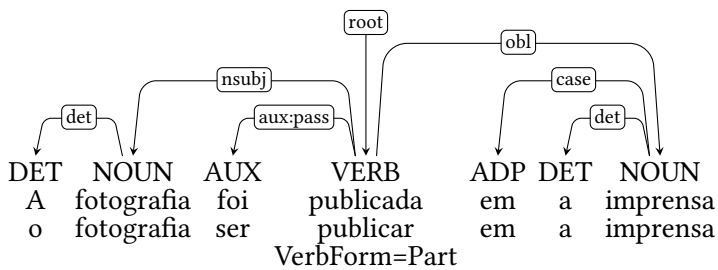 root
obl
nsubj
case
det
aux:pass
det
DET NOUN AUX VERB ADP DET NOUN
A fotografia foi publicada em a imprensa
o fotografia ser publicar em a imprensa
VerbForm=Part